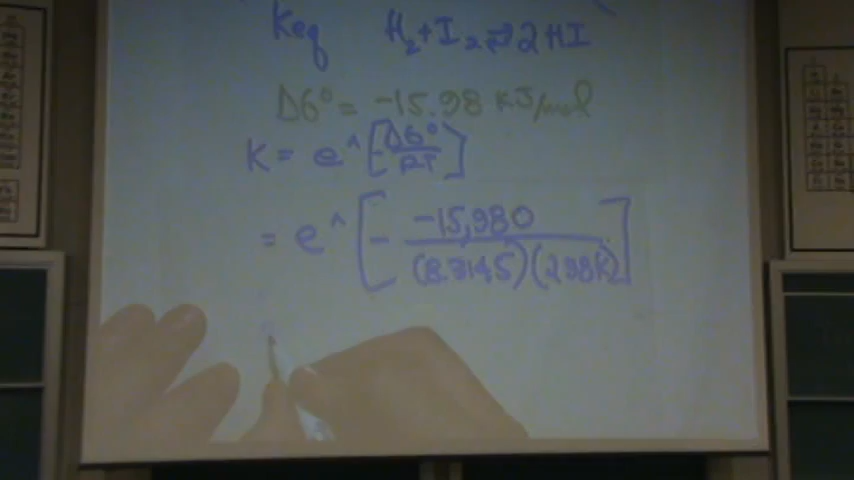 Keq H₂+I₂⇌2HI
ΔG°= -15.98 KJ/mol
K= e^[-ΔG°/RT]
= e^[- -15,980/(8.3145)(298K)]